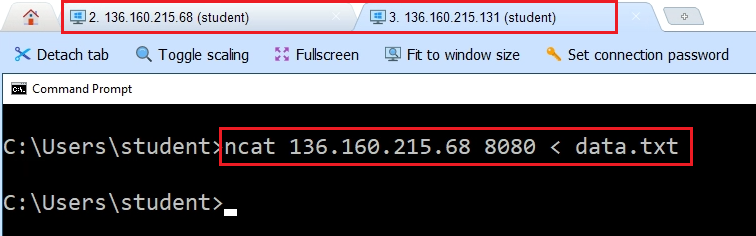 2. 136.160.215.68 (student) 3. 136.160.215.131 (student)
Detach tab Toggle scaling Fullscreen Fit to window size Set connection password
Command Prompt
C:\Users\student>ncat 136.160.215.68 8080 < data.txt
C:\Users\student>